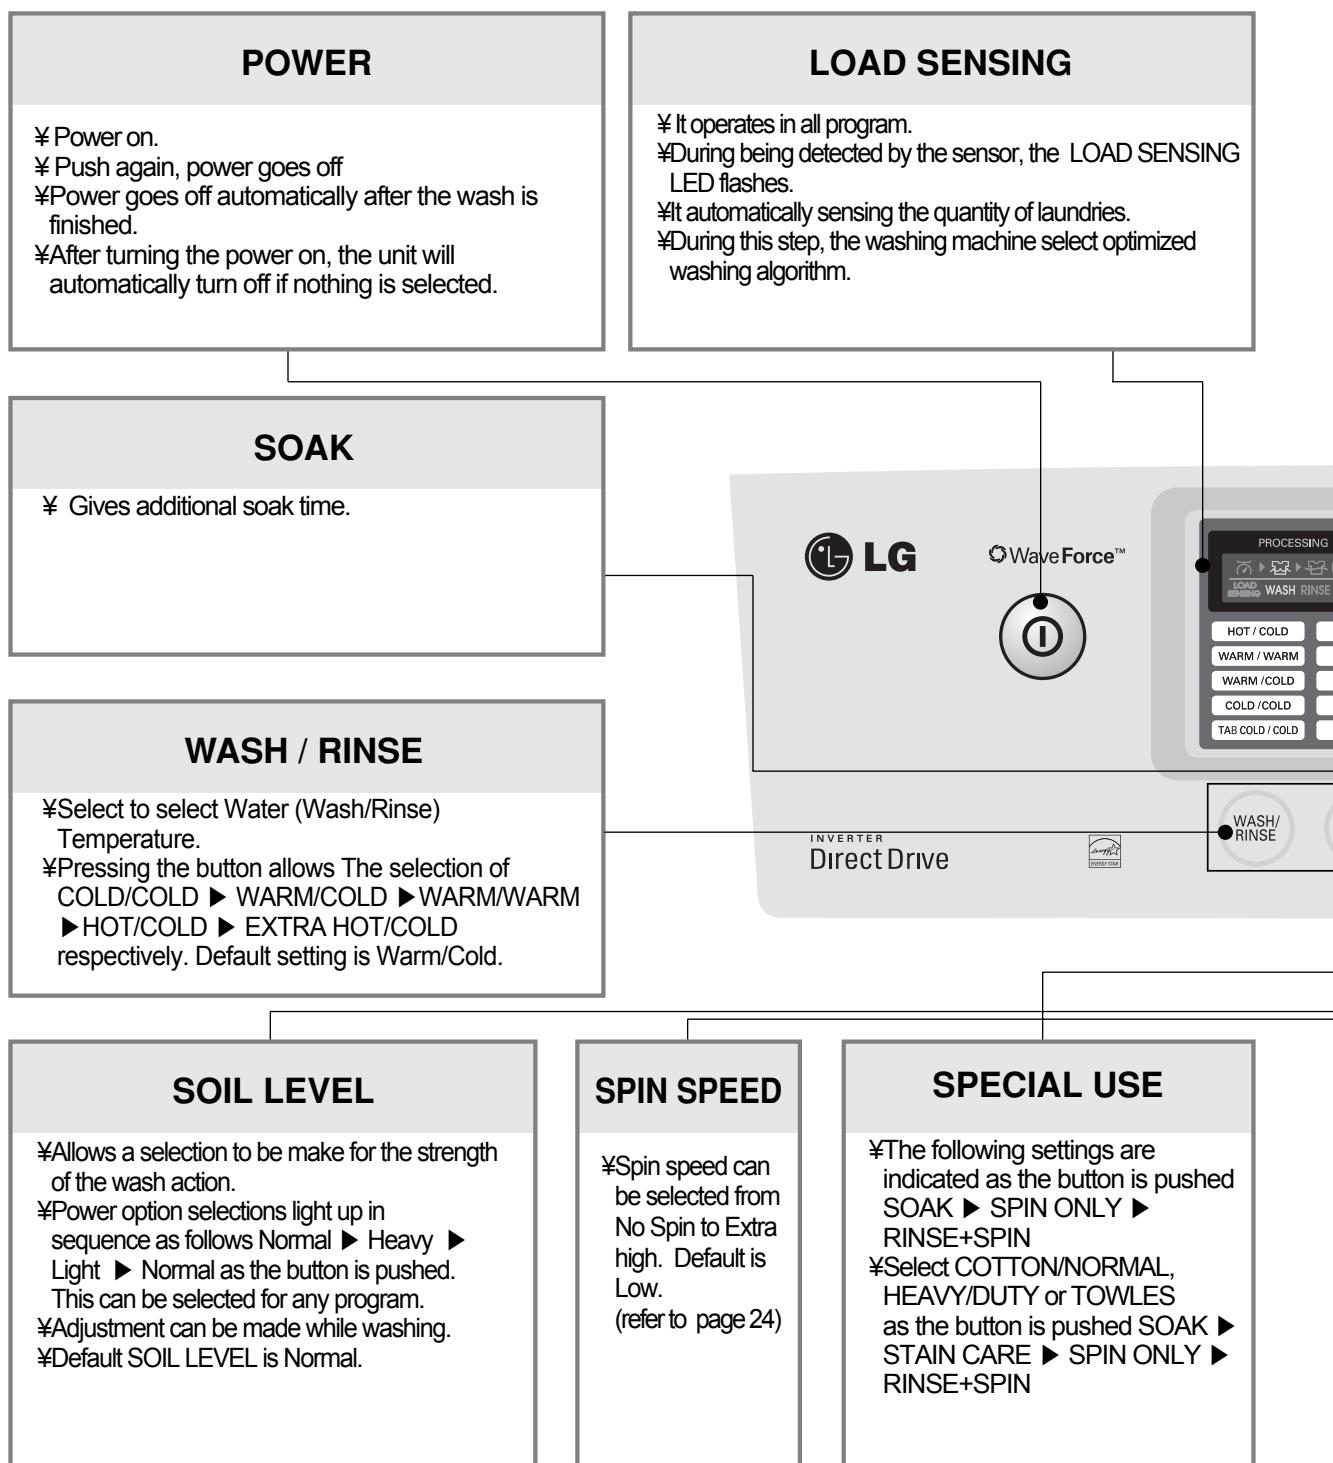 POWER
¥ Power on.
¥ Push again, power goes off
¥Power goes off automatically after the wash is
finished.
¥After turning the power on, the unit will
automatically turn off if nothing is selected.
LOAD SENSING
¥ It operates in all program.
¥During being detected by the sensor, the LOAD SENSING
LED flashes.
¥It automatically sensing the quantity of laundries.
¥During this step, the washing machine select optimized
washing algorithm.
SOAK
¥ Gives additional soak time.
LG
WaveForce™
PROCESSING
LOAD
SENSING WASH RINSE
HOT / COLD
WARM / WARM
WARM /COLD
COLD /COLD
TAB COLD / COLD
WASH/
RINSE
INVERTER
Direct Drive
energy
ENERGY STAR
WASH / RINSE
¥Select to select Water (Wash/Rinse)
Temperature.
¥Pressing the button allows The selection of
COLD/COLD ▶ WARM/COLD ▶WARM/WARM
▶HOT/COLD ▶ EXTRA HOT/COLD
respectively. Default setting is Warm/Cold.
SOIL LEVEL
¥Allows a selection to be make for the strength
of the wash action.
¥Power option selections light up in
sequence as follows Normal ▶ Heavy ▶
Light ▶ Normal as the button is pushed.
This can be selected for any program.
¥Adjustment can be made while washing.
¥Default SOIL LEVEL is Normal.
SPIN SPEED
¥Spin speed can
be selected from
No Spin to Extra
high. Default is
Low.
(refer to page 24)
SPECIAL USE
¥The following settings are
indicated as the button is pushed
SOAK ▶ SPIN ONLY ▶
RINSE+SPIN
¥Select COTTON/NORMAL,
HEAVY/DUTY or TOWLES
as the button is pushed SOAK ▶
STAIN CARE ▶ SPIN ONLY ▶
RINSE+SPIN